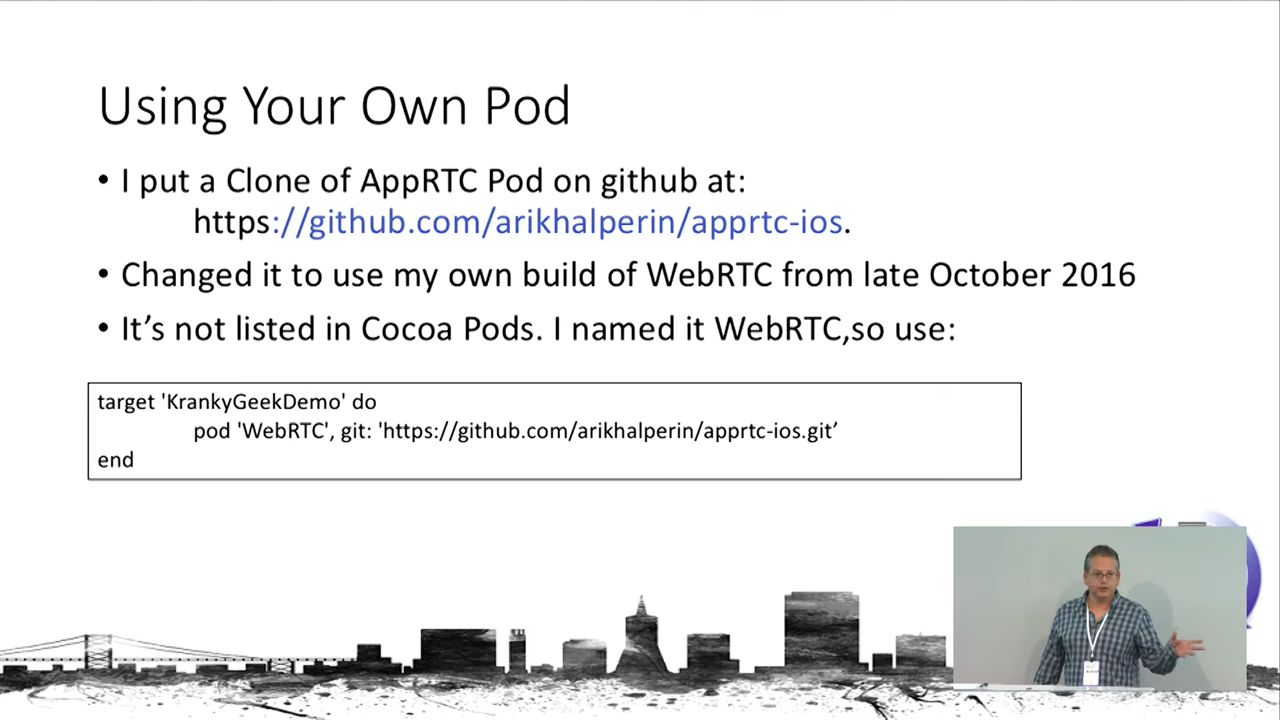 Using Your Own Pod
• I put a Clone of AppRTC Pod on github at:
https://github.com/arikhalperin/apprtc-ios.
• Changed it to use my own build of WebRTC from late October 2016
• It’s not listed in Cocoa Pods. I named it WebRTC,so use:
target 'KrankyGeekDemo' do
pod 'WebRTC', git: 'https://github.com/arikhalperin/apprtc-ios.git’
end